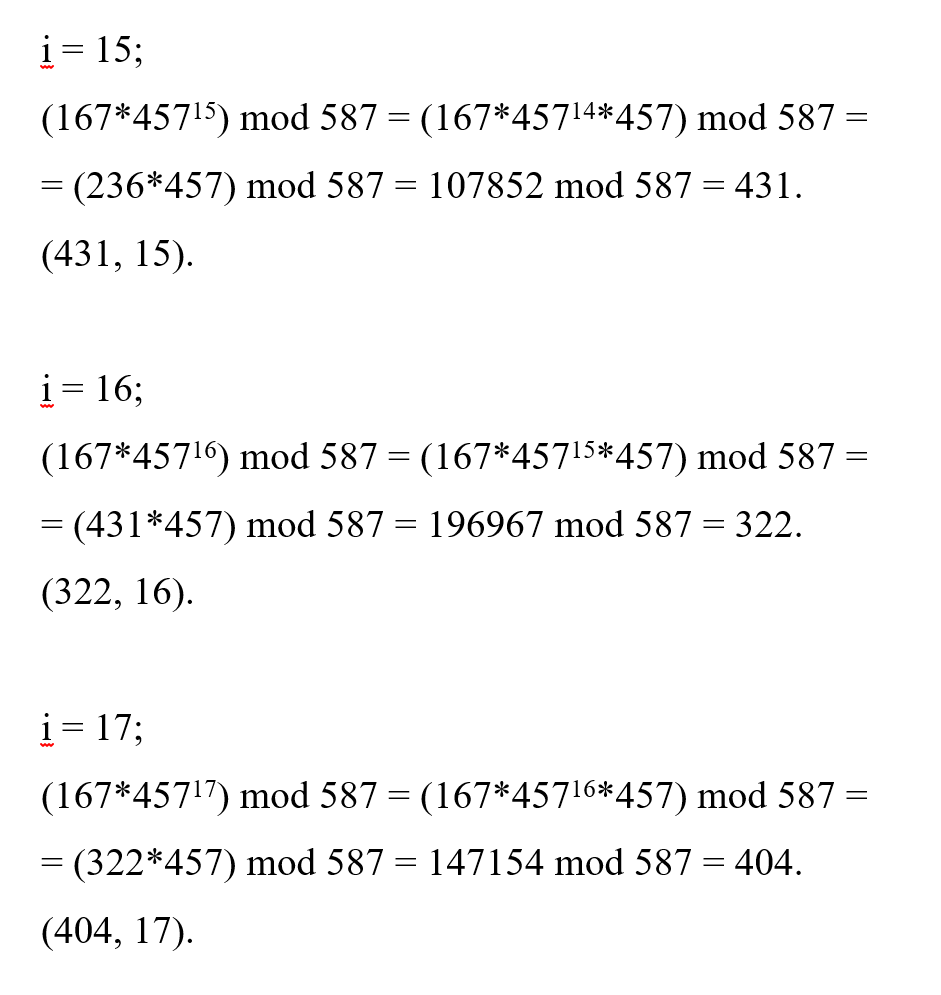 i = 15;
(167*457¹⁵) mod 587 = (167*457¹⁴*457) mod 587 =
= (236*457) mod 587 = 107852 mod 587 = 431.
(431, 15).
i = 16;
(167*457¹⁶) mod 587 = (167*457¹⁵*457) mod 587 =
= (431*457) mod 587 = 196967 mod 587 = 322.
(322, 16).
i = 17;
(167*457¹⁷) mod 587 = (167*457¹⁶*457) mod 587 =
= (322*457) mod 587 = 147154 mod 587 = 404.
(404, 17).